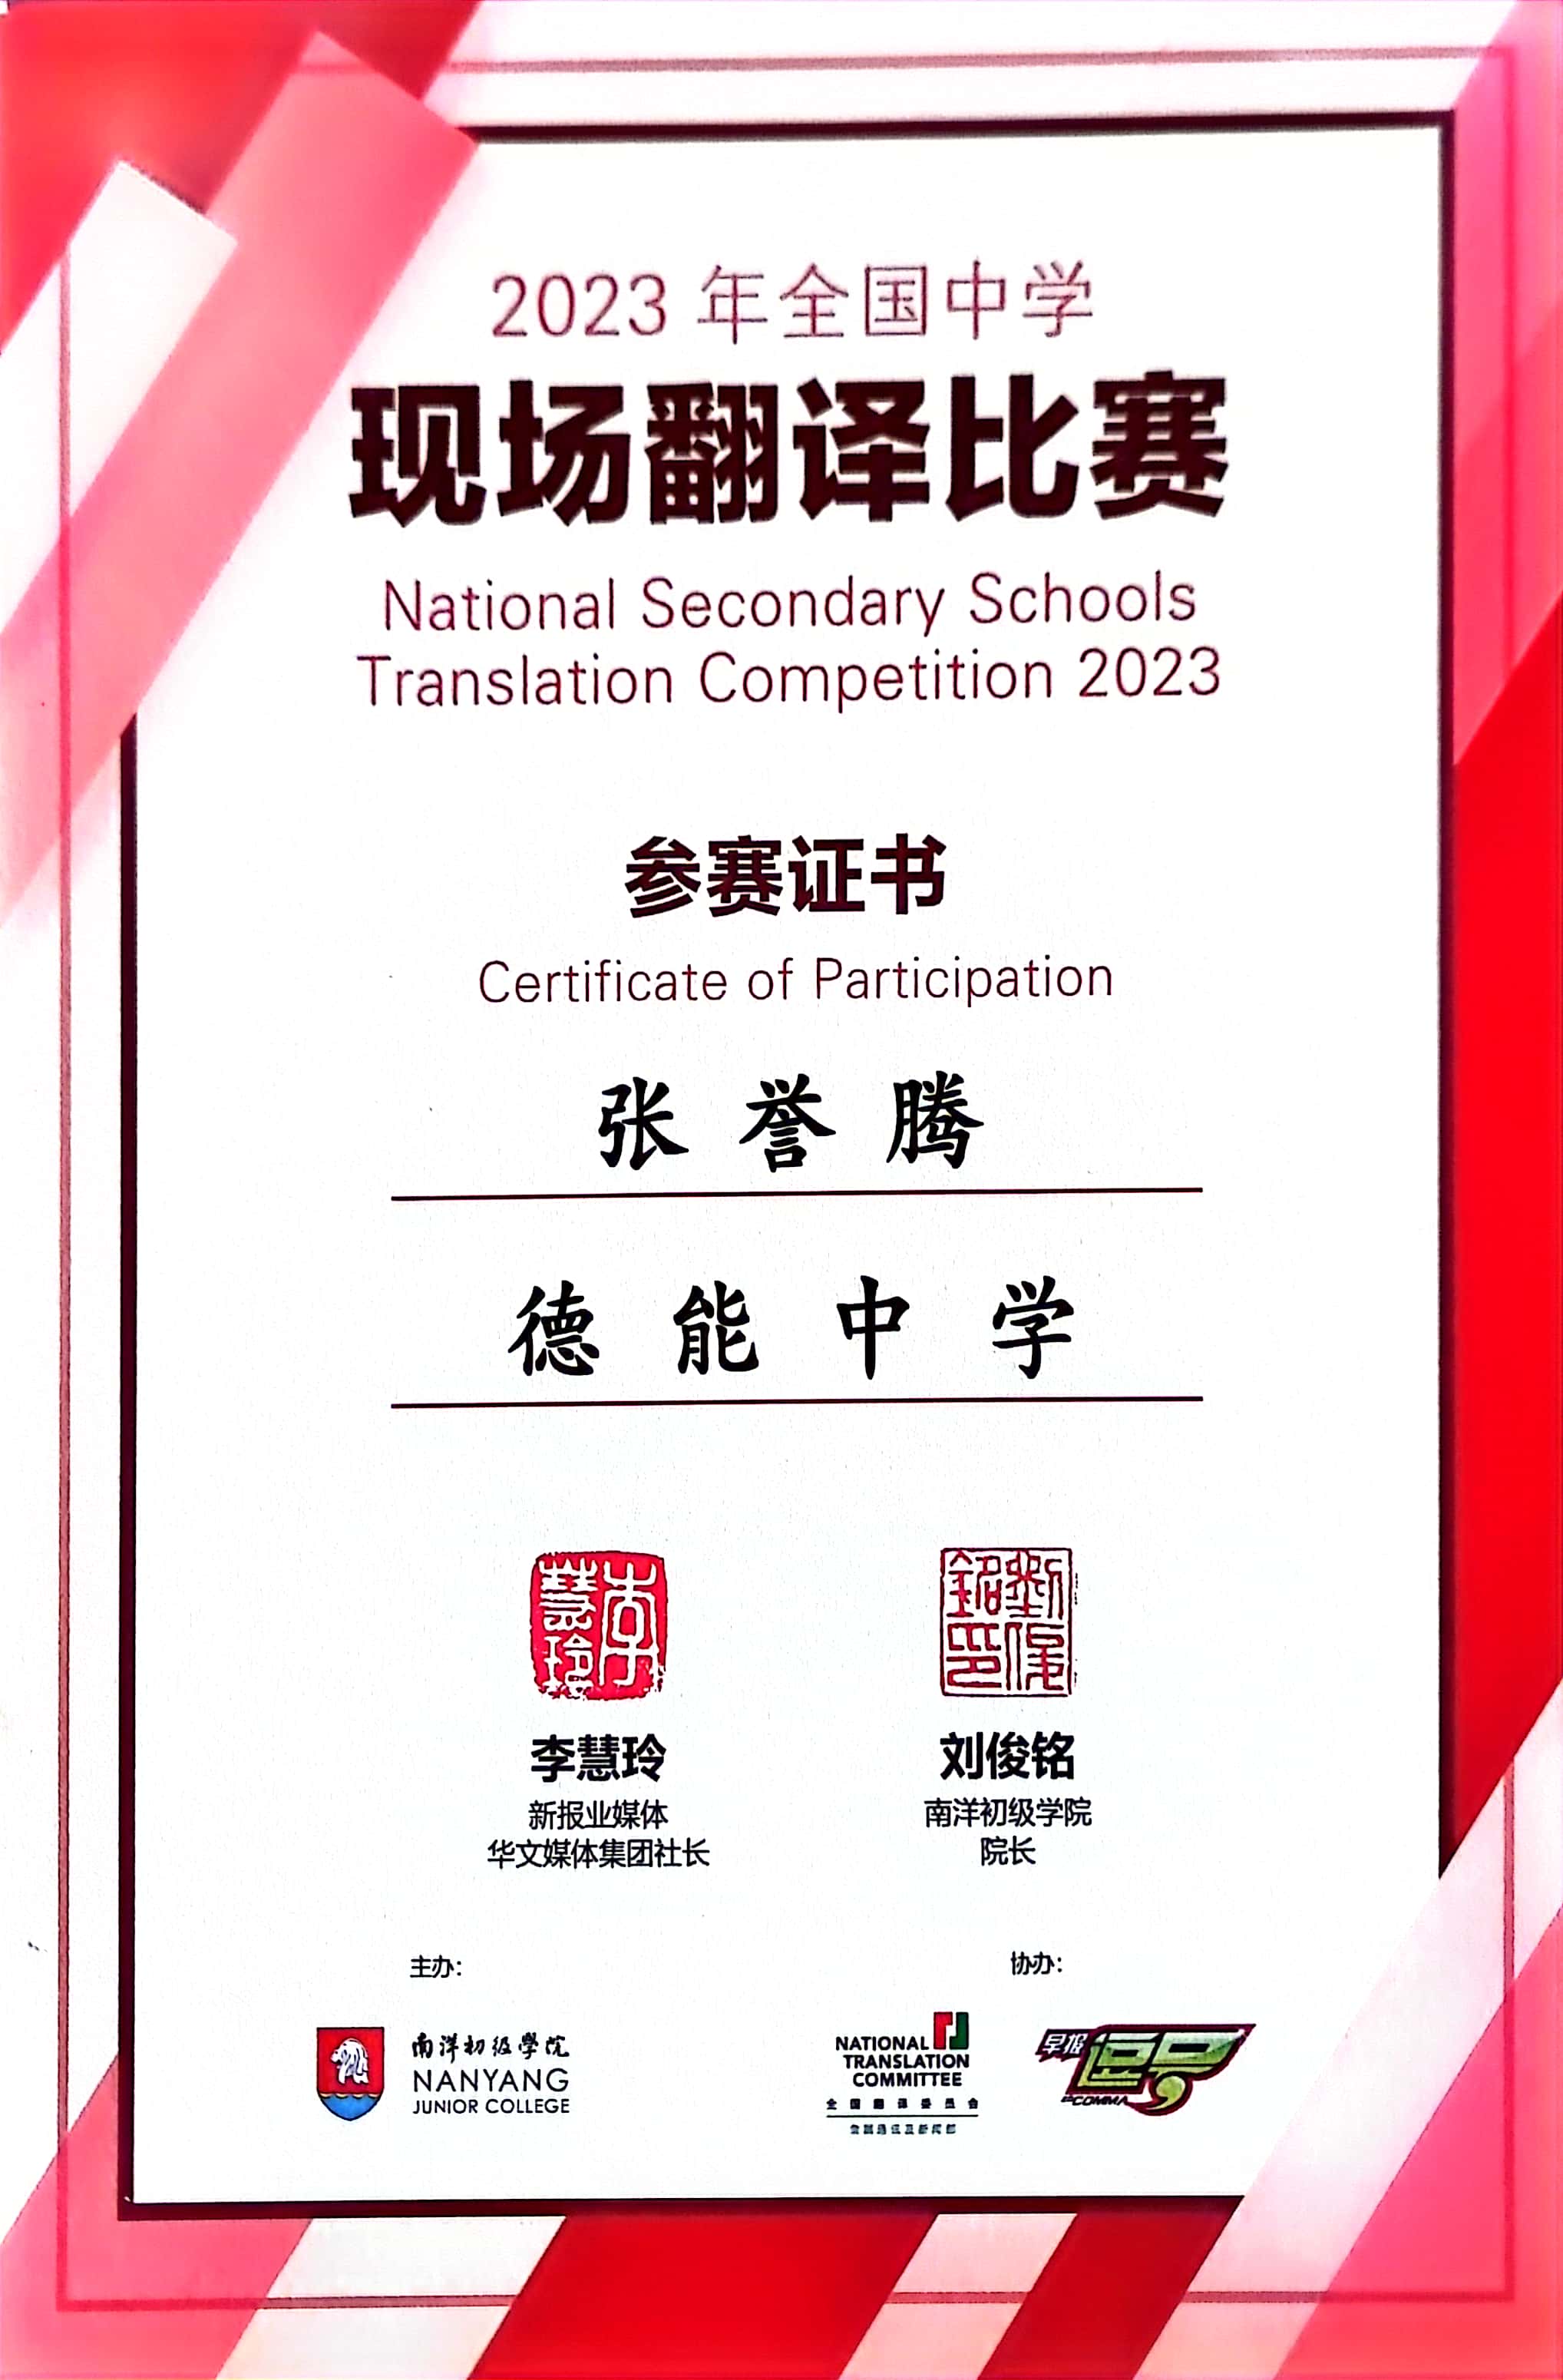 2023 年全国中学
现场翻译比赛
National Secondary Schools
Translation Competition 2023
参赛证书
Certificate of Participation
张誉腾
德能中学
慧玲 李
銘印 劉俊
李慧玲
新报业媒体
华文媒体集团社长
刘俊铭
南洋初级学院
院长
主办：
南洋初级學院
NANYANG
JUNIOR COLLEGE
协办：
NATIONAL
TRANSLATION
COMMITTEE
全国翻译委员会
早报
逗号
COMMA